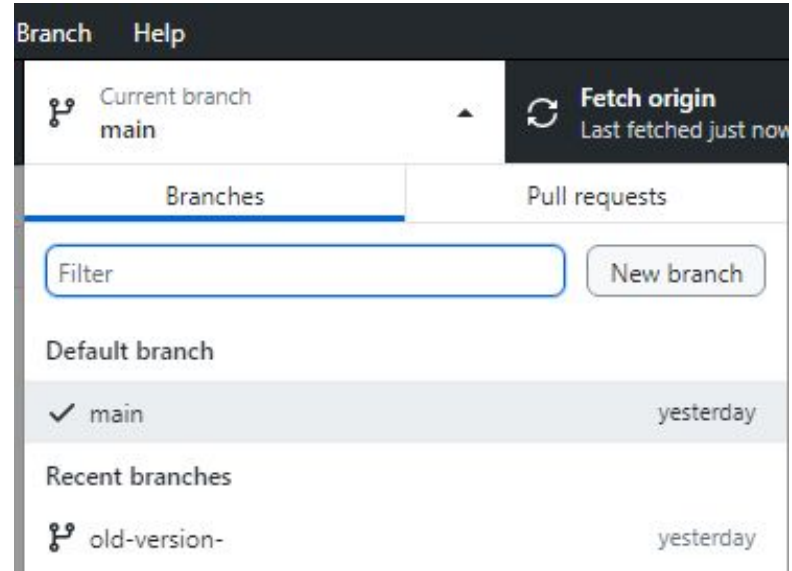 Branch Help
Current branch
main
Fetch origin
Last fetched just now
Branches Pull requests
Filter New branch
Default branch
main yesterday
Recent branches
old-version- yesterday